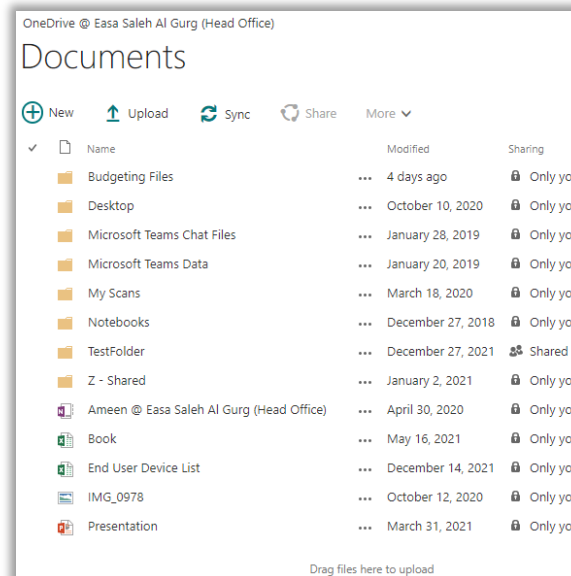 OneDrive @ Easa Saleh Al Gurg (Head Office)
Documents
New Upload Sync Share More
Name Modified Sharing
Budgeting Files ... 4 days ago Only yo
Desktop ... October 10, 2020 Only yo
Microsoft Teams Chat Files ... January 28, 2019 Only yo
Microsoft Teams Data ... January 20, 2019 Only yo
My Scans ... March 18, 2020 Only yo
Notebooks ... December 27, 2018 Only yo
TestFolder ... December 27, 2021 Shared
Z - Shared ... January 2, 2021 Only yo
Ameen @ Easa Saleh Al Gurg (Head Office) ... April 30, 2020 Only yo
Book ... May 16, 2021 Only yo
End User Device List ... December 14, 2021 Only yo
IMG_0978 ... October 12, 2020 Only yo
Presentation ... March 31, 2021 Only yo
Drag files here to upload